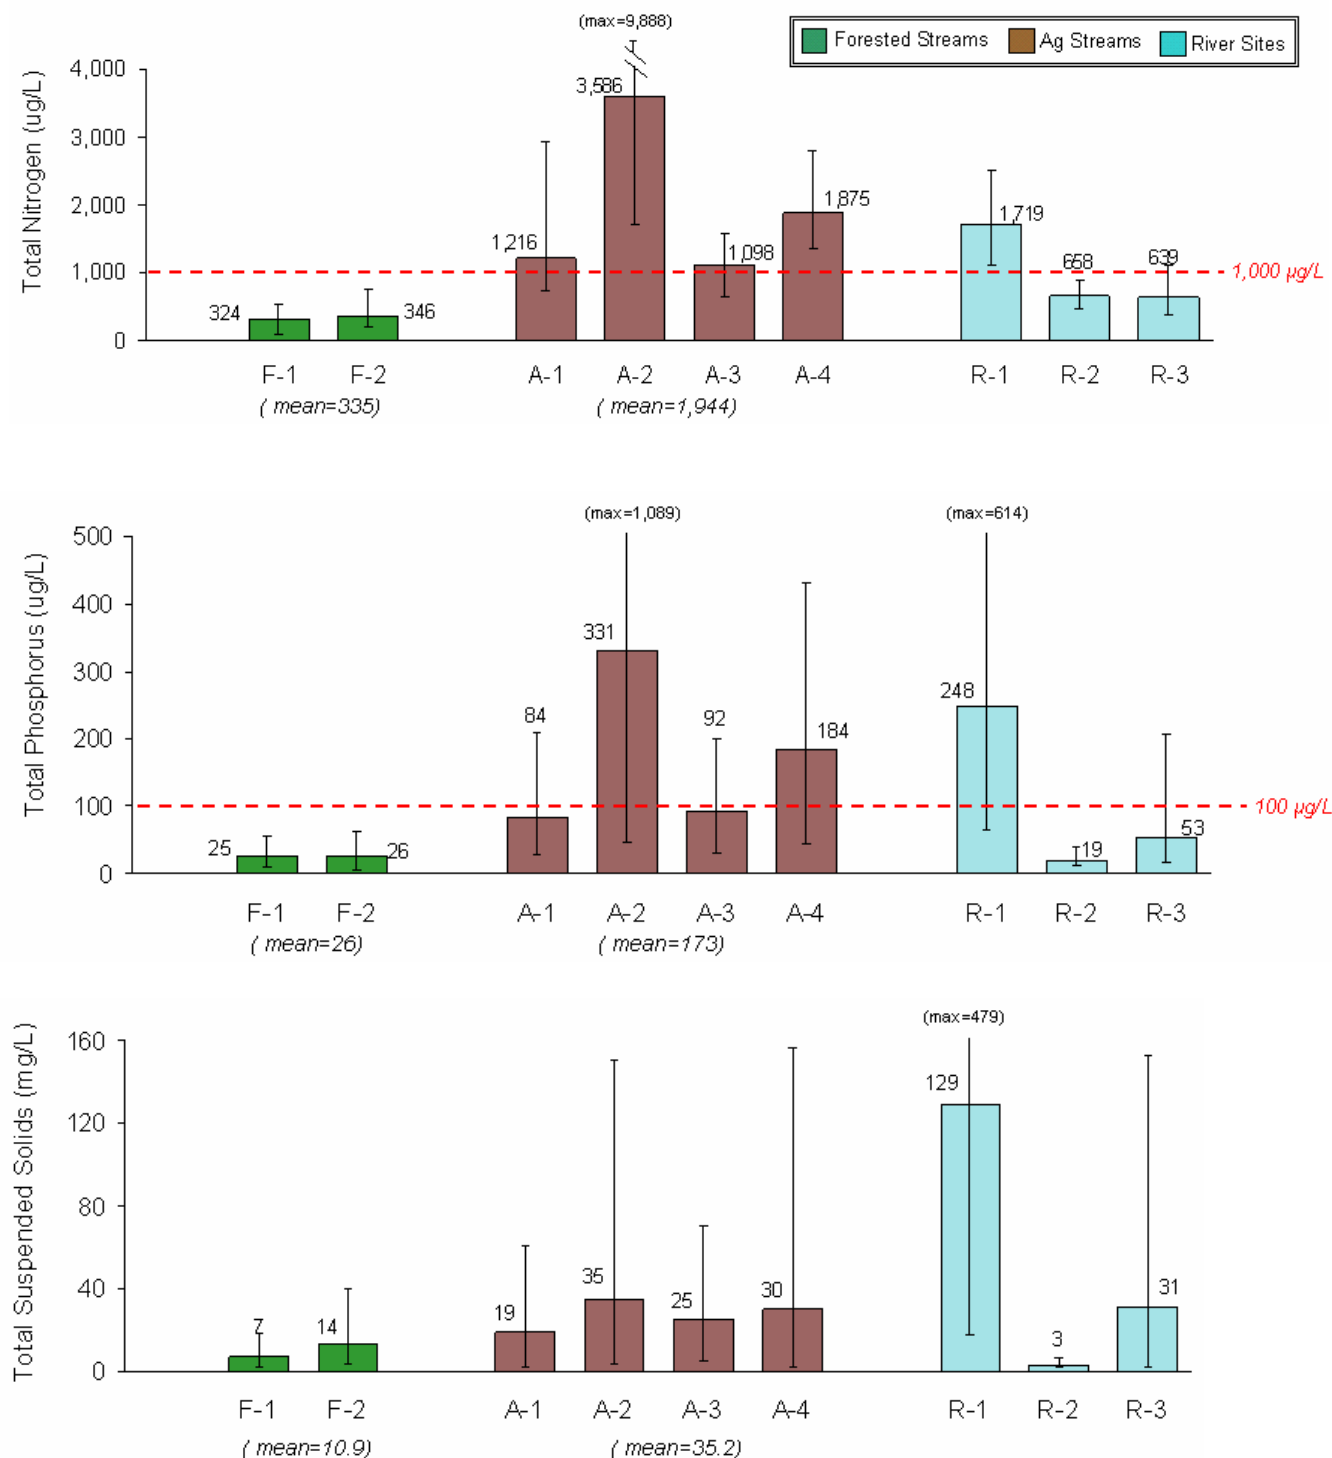 (max=9,888)
Forested Streams Ag Streams River Sites
Total Nitrogen (ug/L)
4,000
3,000
2,000
1,000
0
324
346
1,216
3,586
1,098
1,875
1,719
658
639
1,000 µg/L
F-1 F-2 A-1 A-2 A-3 A-4 R-1 R-2 R-3
( mean=335) ( mean=1,944)
(max=1,089) (max=614)
Total Phosphorus (ug/L)
500
400
300
200
100
0
25
26
84
331
92
184
248
19
53
100 µg/L
F-1 F-2 A-1 A-2 A-3 A-4 R-1 R-2 R-3
( mean=26) ( mean=173)
(max=479)
Total Suspended Solids (mg/L)
160
120
80
40
0
7
14
19
35
25
30
129
3
31
F-1 F-2 A-1 A-2 A-3 A-4 R-1 R-2 R-3
( mean=10.9) ( mean=35.2)